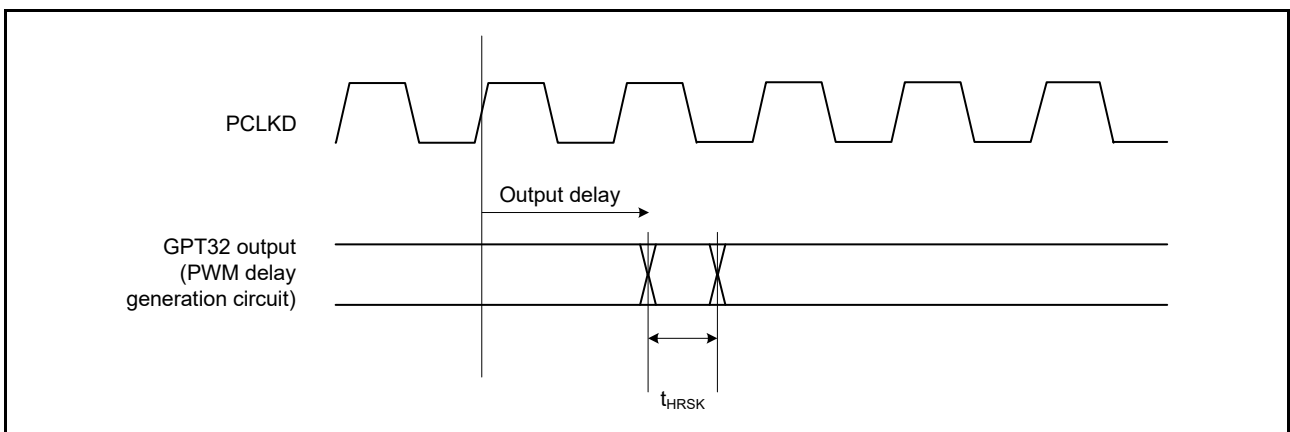 PCLKD
Output delay
GPT32 output
(PWM delay
generation circuit)
tHRSK